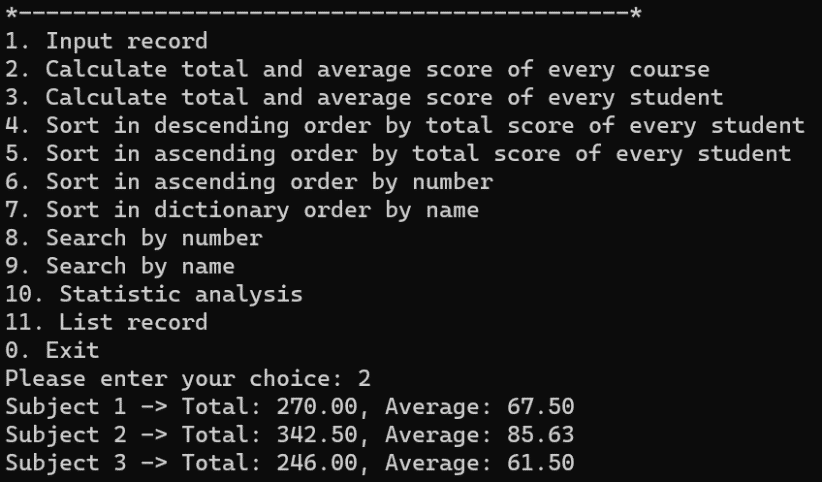 *---------------------------------------------*
1. Input record
2. Calculate total and average score of every course
3. Calculate total and average score of every student
4. Sort in descending order by total score of every student
5. Sort in ascending order by total score of every student
6. Sort in ascending order by number
7. Sort in dictionary order by name
8. Search by number
9. Search by name
10. Statistic analysis
11. List record
0. Exit
Please enter your choice: 2
Subject 1 -> Total: 270.00, Average: 67.50
Subject 2 -> Total: 342.50, Average: 85.63
Subject 3 -> Total: 246.00, Average: 61.50